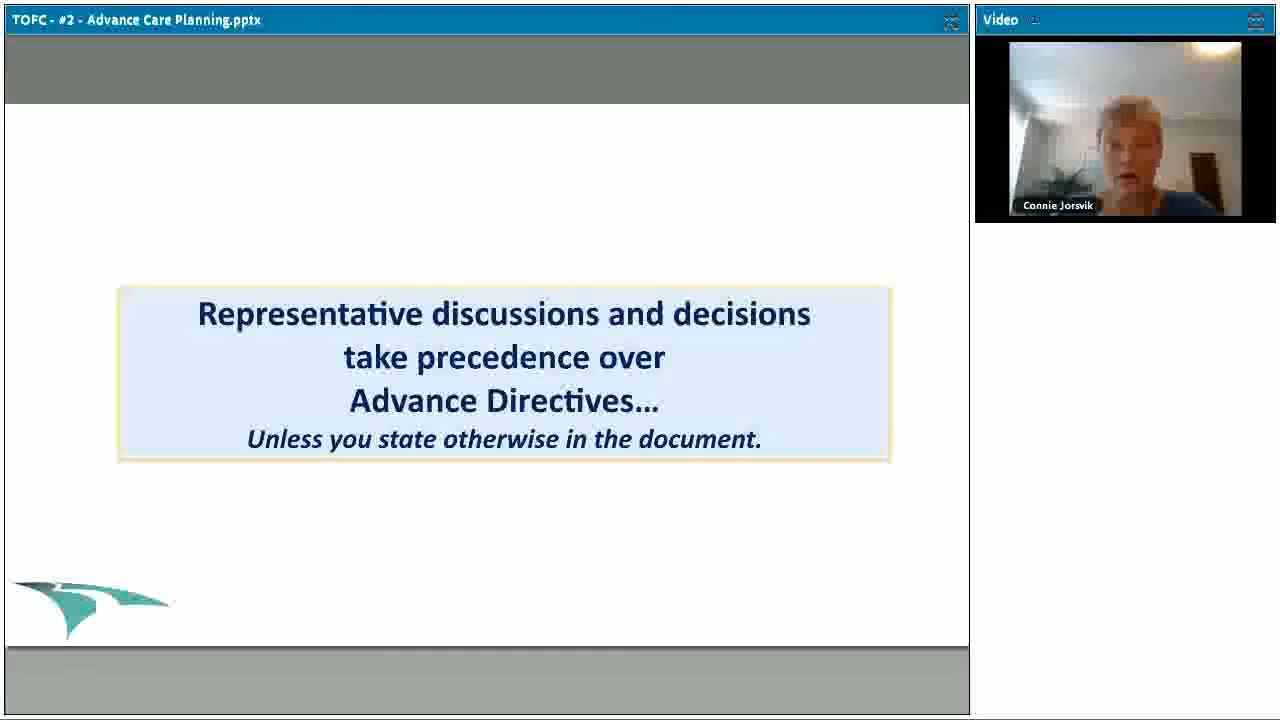 TOFC - #2 - Advance Care Planning.pptx
Video
Connie Jorsvik
Representative discussions and decisions
take precedence over
Advance Directives...
Unless you state otherwise in the document.